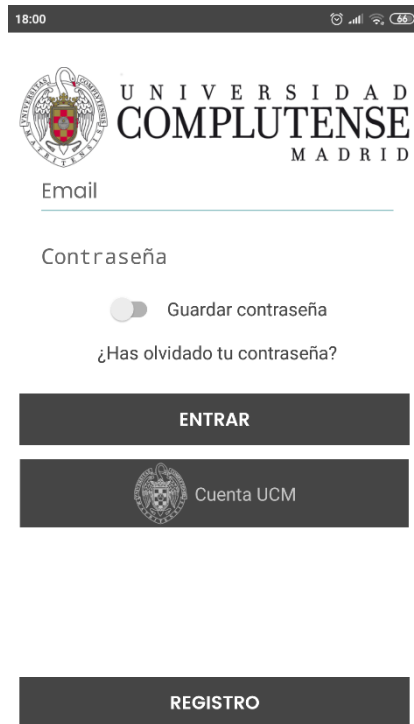 18:00
66
UNIVERSIDAD
COMPLUTENSE
MADRID
Email
Contraseña
Guardar contraseña
¿Has olvidado tu contraseña?
ENTRAR
Cuenta UCM
REGISTRO